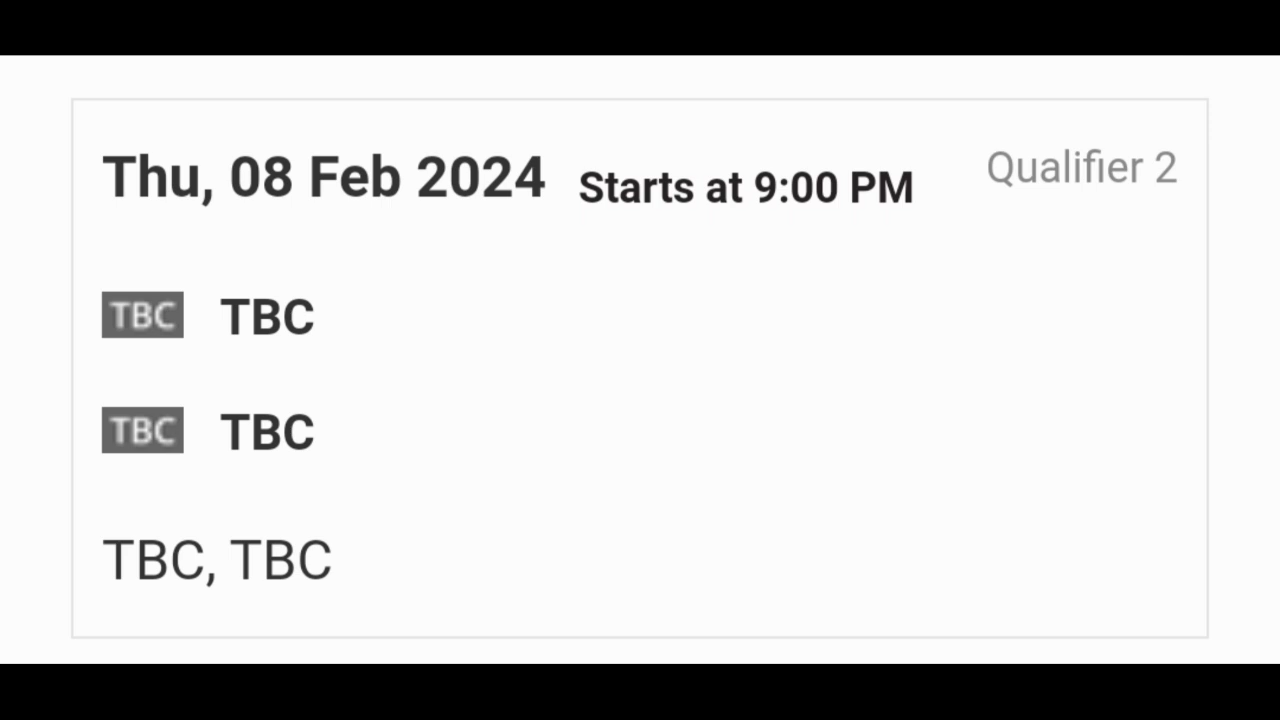 Thu, 08 Feb 2024 Starts at 9:00 PM Qualifier 2
TBC TBC
TBC TBC
TBC, TBC